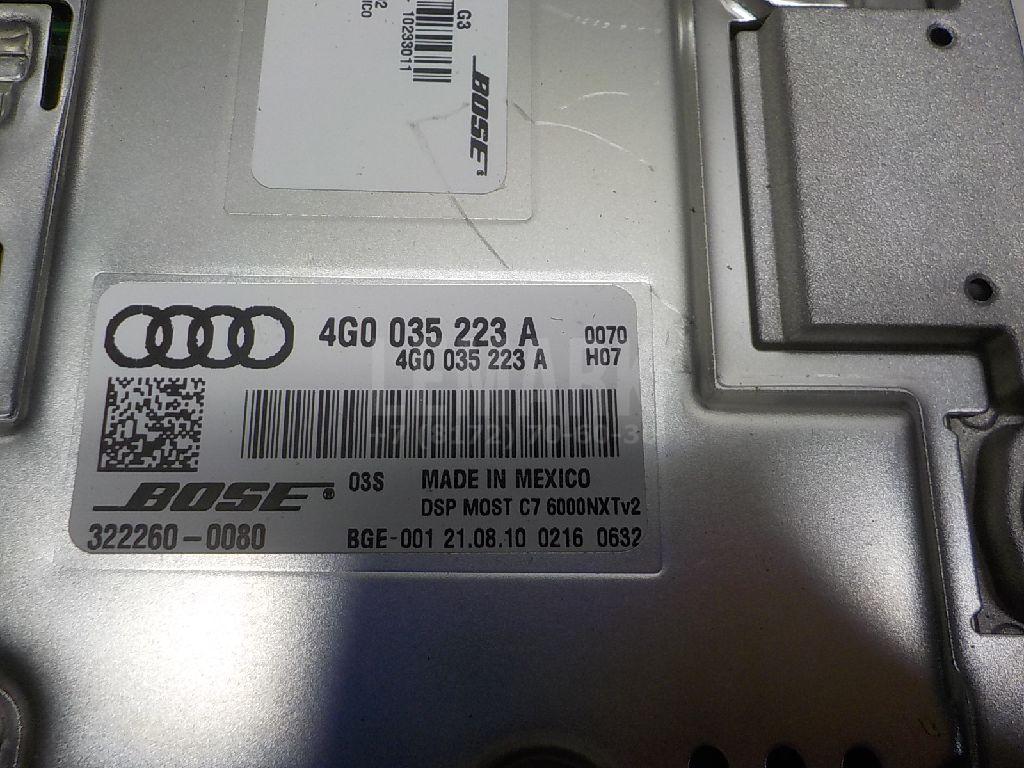 G3
10233011
BOSE
4G0 035 223 A 0070
4G0 035 223 A H07
BOSE® 03S MADE IN MEXICO
DSP MOST C7 6000NXTv2
322260-0080 BGE-001 21.08.10 0216 0632